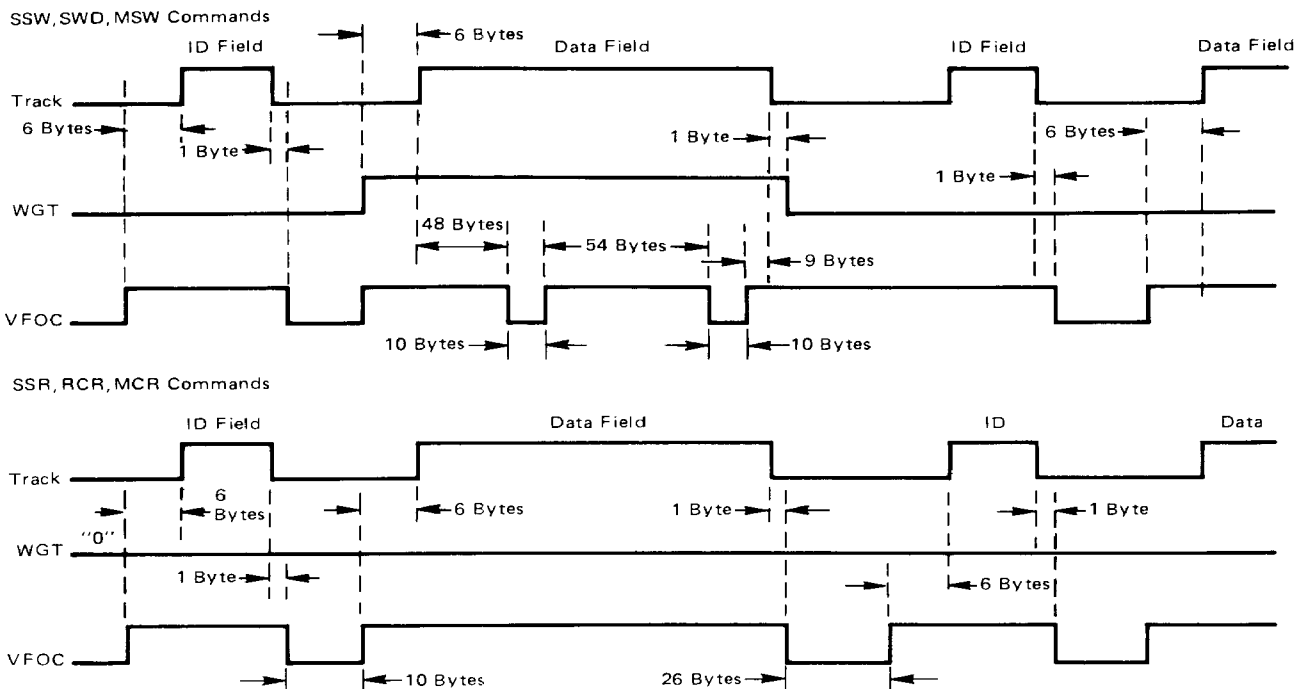 SSW, SWD, MSW Commands
6 Bytes
ID Field
Data Field
ID Field
Data Field
Track
6 Bytes
1 Byte
1 Byte
6 Bytes
1 Byte
WGT
48 Bytes
54 Bytes
9 Bytes
VFOC
10 Bytes
10 Bytes
SSR, RCR, MCR Commands
ID Field
Data Field
ID
Data
Track
6
Bytes
6 Bytes
1 Byte
1 Byte
"0"
WGT
1 Byte
6 Bytes
VFOC
10 Bytes
26 Bytes